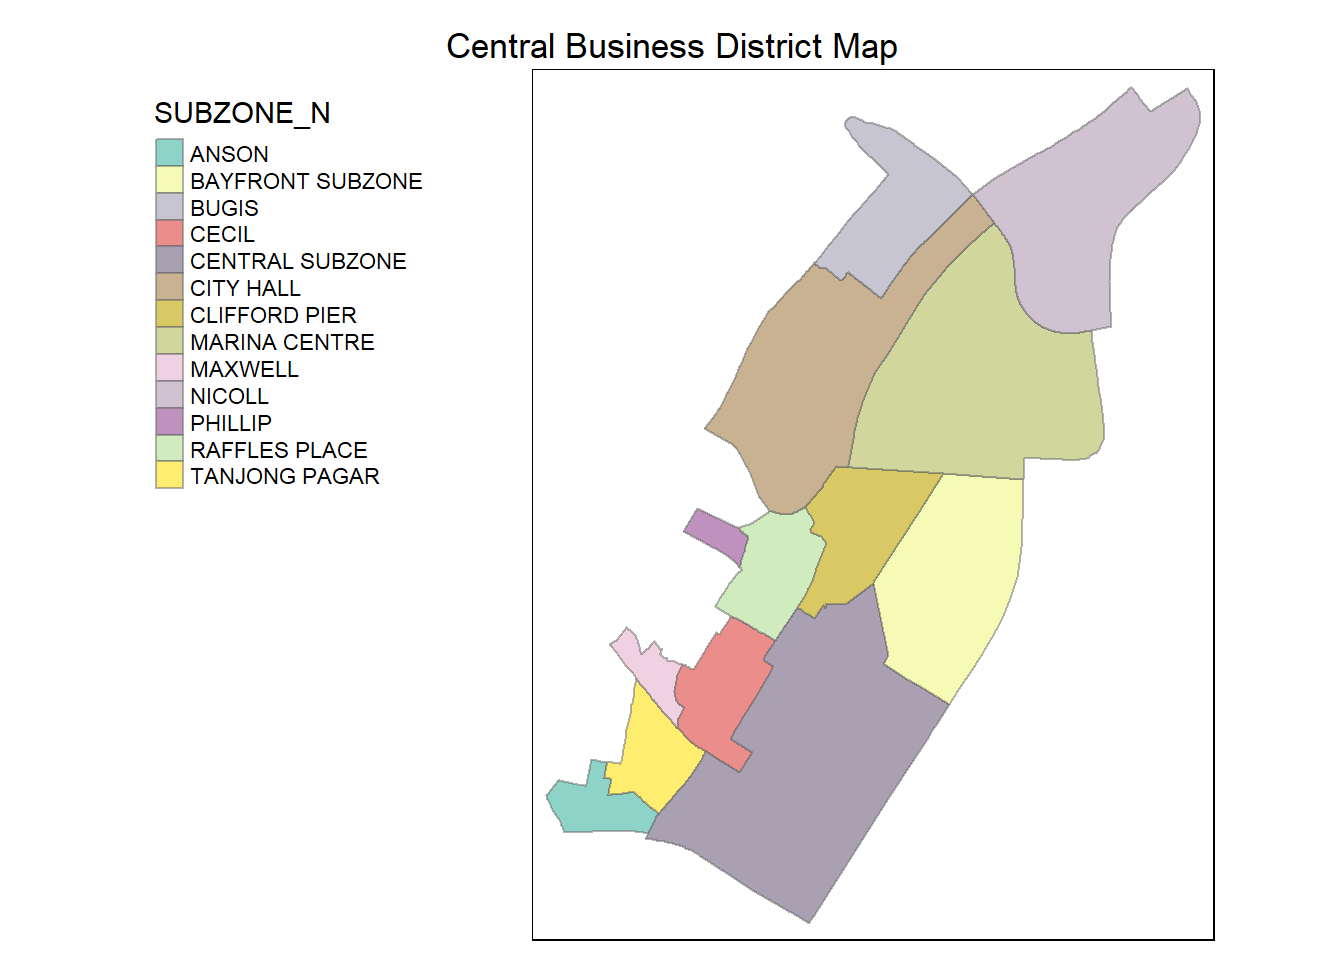 Central Business District Map
SUBZONE_N
ANSON
BAYFRONT SUBZONE
BUGIS
CECIL
CENTRAL SUBZONE
CITY HALL
CLIFFORD PIER
MARINA CENTRE
MAXWELL
NICOLL
PHILLIP
RAFFLES PLACE
TANJONG PAGAR